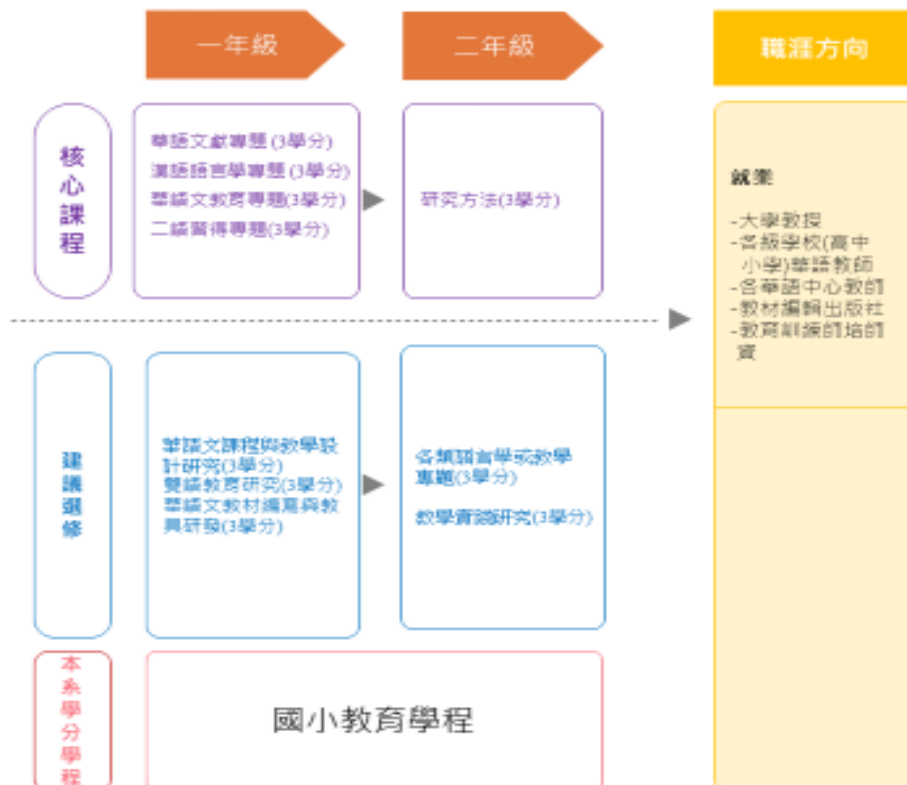 一年級
二年級
職涯方向
核心課程
華語文獻專題(3學分)
漢語語言學專題(3學分)
華語文教育專題(3學分)
二語習得專題(3學分)
研究方法(3學分)
就業
-大學教授
-各級學校(高中
小學)華語教師
-各華語中心教師
-教材編輯出版社
-教育訓練師培師
資
建議選修
華語文課程與教學設
計研究(3學分)
雙語教育研究(3學分)
華語文教材編寫與教
具研發(3學分)
各類語言學或教學
專題(3學分)
教學實踐研究(3學分)
本系學分學程
國小教育學程